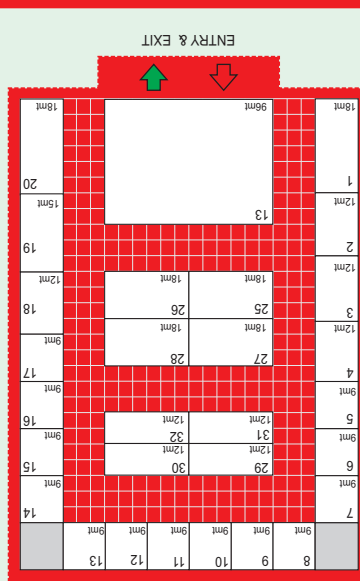 8 9 10 11 12 13
9mt 9mt 9mt 9mt 9mt 9mt
7 14
9mt 9mt
6 29 30 15
12mt 12mt
9mt 31 32 9mt
5 12mt 12mt 16
9mt 9mt
4 17
27 28
9mt
12mt 18mt 18mt
3 25 26 18
12mt 18mt 18mt 12mt
2 19
13
12mt 15mt
1 20
18mt 96mt 18mt
ENTRY & EXIT